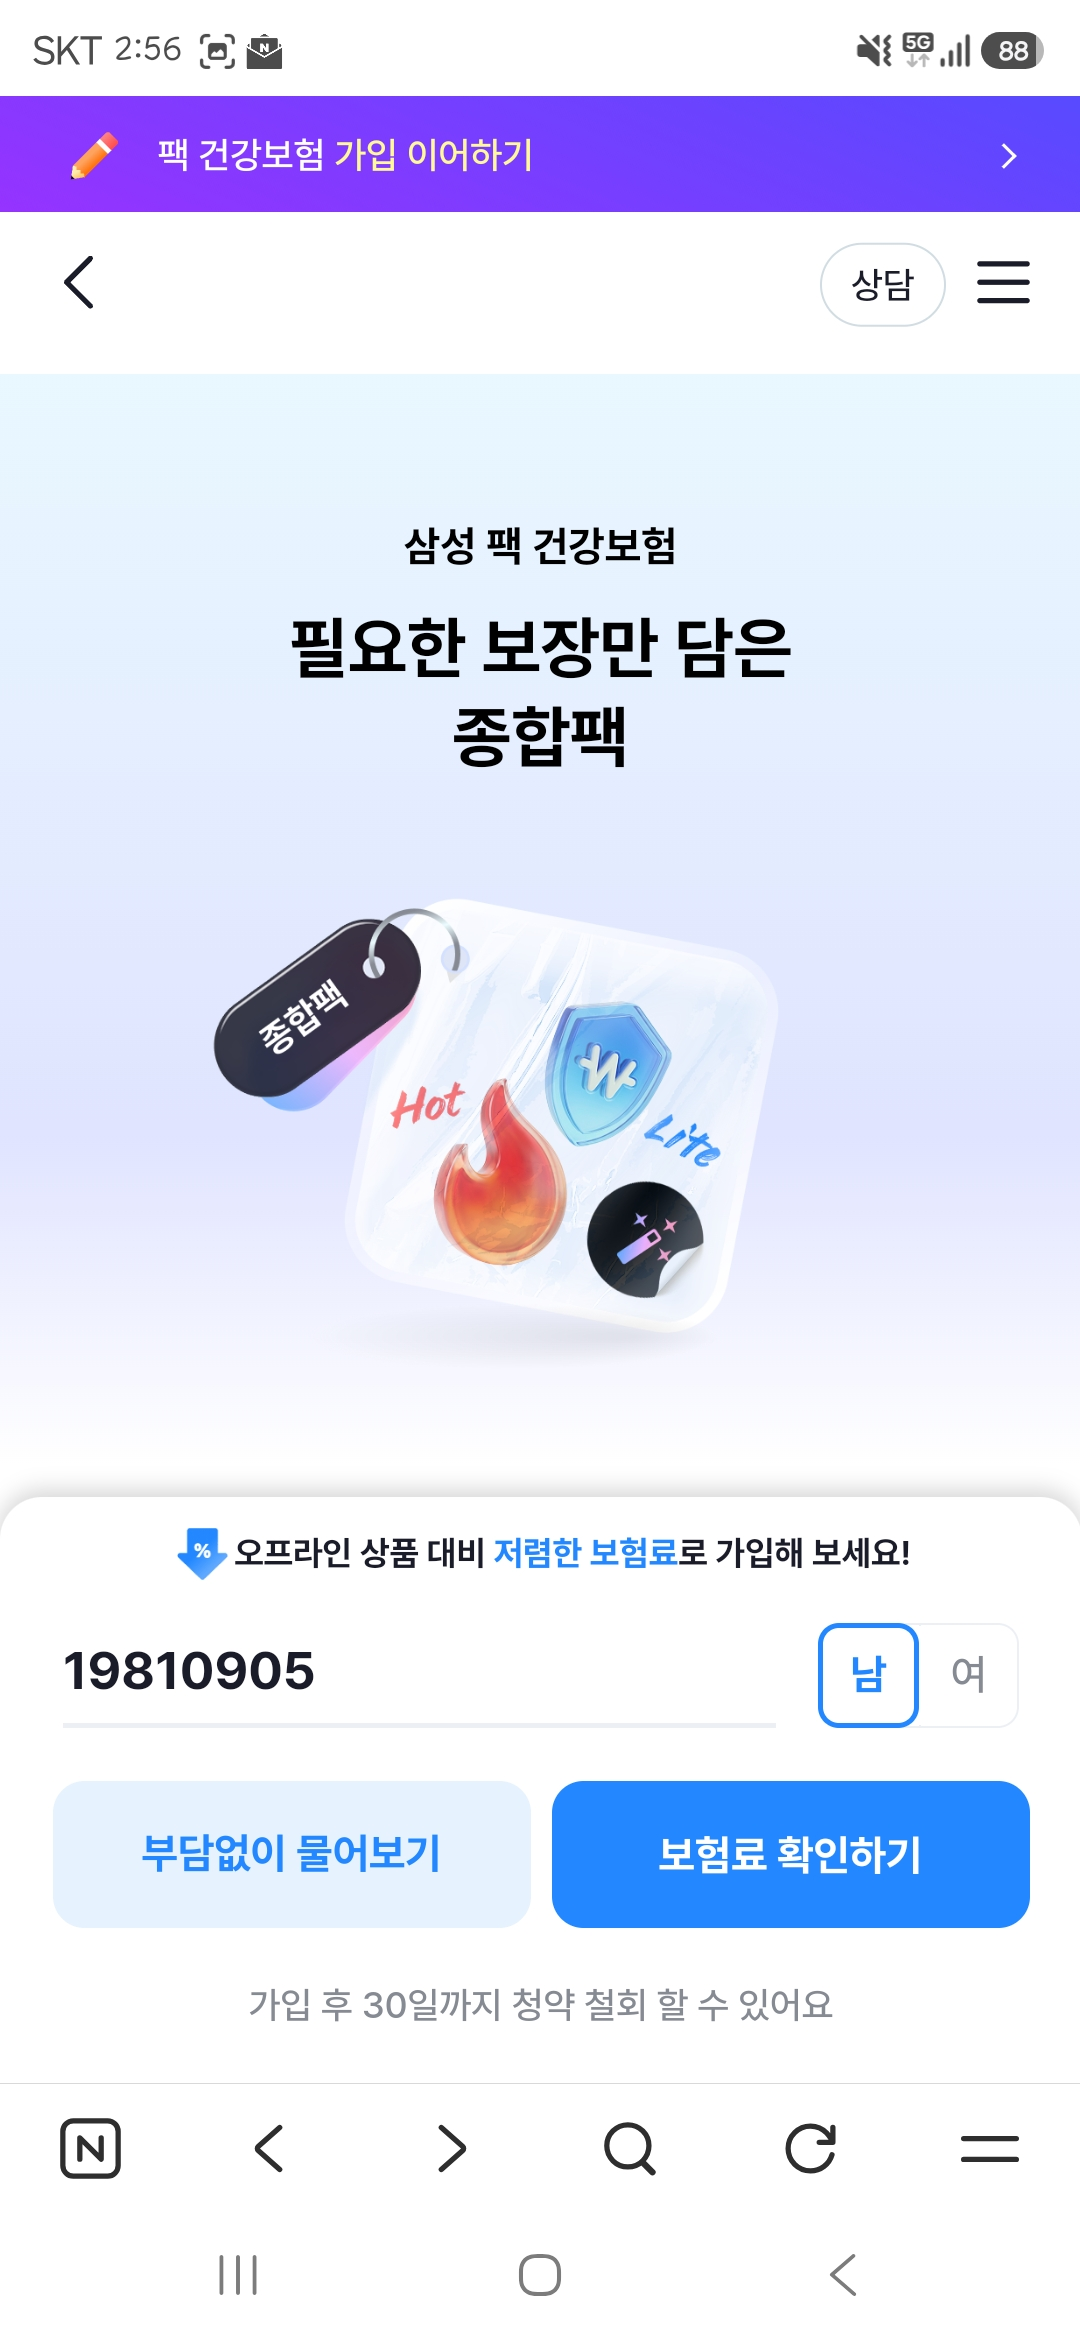 SKT 2:56 N 5G 88
팩 건강보험 가입 이어하기
상담
삼성 팩 건강보험
필요한 보장만 담은
종합팩
종합팩
W
Hot
Lite
% 오프라인 상품 대비 저렴한 보험료로 가입해 보세요!
19810905
남 여
부담없이 물어보기
보험료 확인하기
가입 후 30일까지 청약 철회 할 수 있어요
N